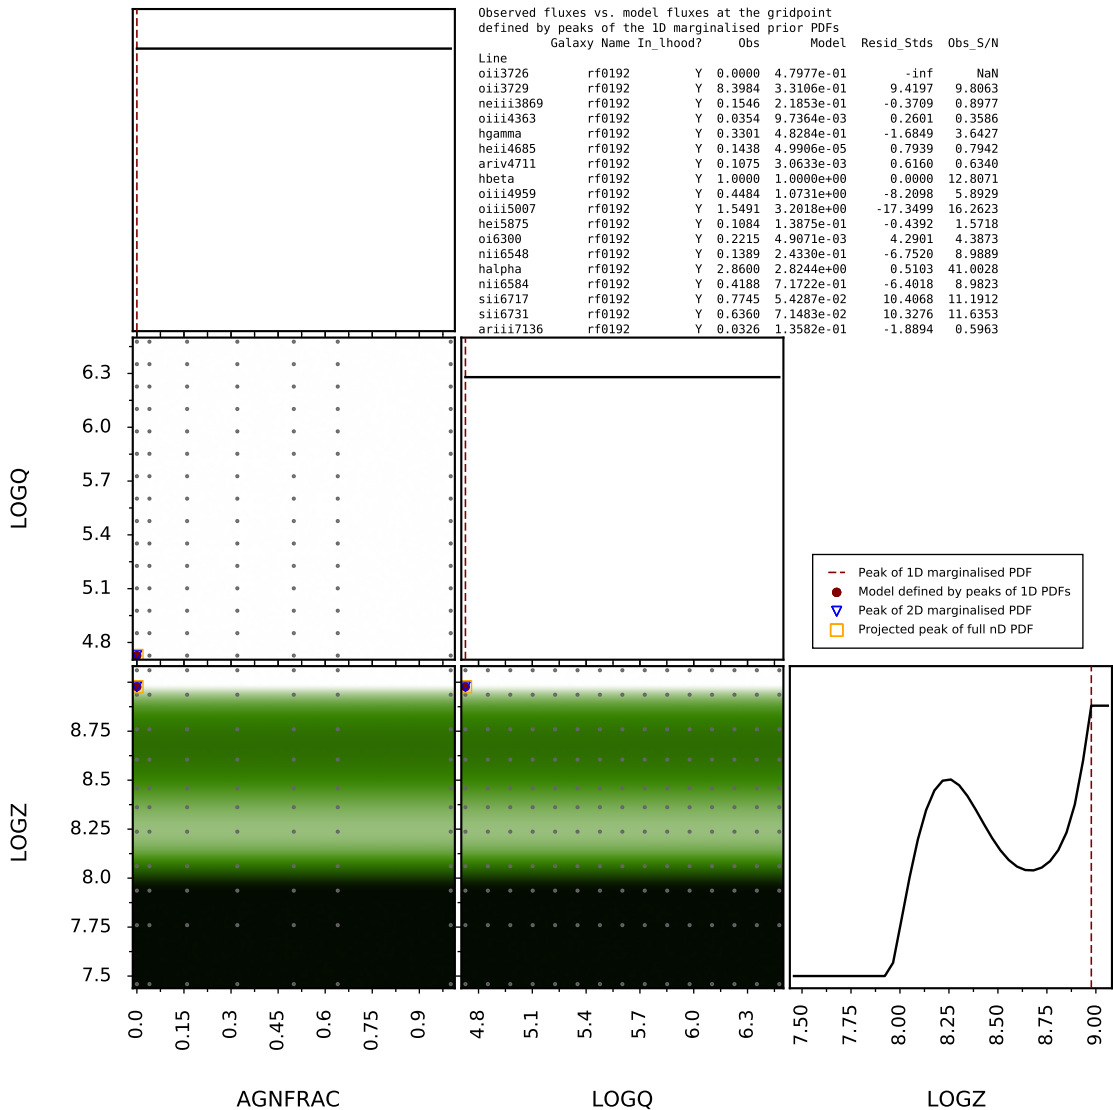 Observed fluxes vs. model fluxes at the gridpoint
defined by peaks of the 1D marginalised prior PDFs
Galaxy Name In_lhood? Obs Model Resid_Stds Obs_S/N
Line
oii3726 rf0192 Y 0.0000 4.7977e-01 -inf NaN
oii3729 rf0192 Y 8.3984 3.3106e-01 9.4197 9.8063
neiii3869 rf0192 Y 0.1546 2.1853e-01 -0.3709 0.8977
oiii4363 rf0192 Y 0.0354 9.7364e-03 0.2601 0.3586
hgamma rf0192 Y 0.3301 4.8284e-01 -1.6849 3.6427
heii4685 rf0192 Y 0.1438 4.9906e-05 0.7939 0.7942
ariv4711 rf0192 Y 0.1075 3.0633e-03 0.6160 0.6340
hbeta rf0192 Y 1.0000 1.0000e+00 0.0000 12.8071
oiii4959 rf0192 Y 0.4484 1.0731e+00 -8.2098 5.8929
oiii5007 rf0192 Y 1.5491 3.2018e+00 -17.3499 16.2623
hei5875 rf0192 Y 0.1084 1.3875e-01 -0.4392 1.5718
oi6300 rf0192 Y 0.2215 4.9071e-03 4.2901 4.3873
nii6548 rf0192 Y 0.1389 2.4330e-01 -6.7520 8.9889
halpha rf0192 Y 2.8600 2.8244e+00 0.5103 41.0028
nii6584 rf0192 Y 0.4188 7.1722e-01 -6.4018 8.9823
sii6717 rf0192 Y 0.7745 5.4287e-02 10.4068 11.1912
sii6731 rf0192 Y 0.6360 7.1483e-02 10.3276 11.6353
ariii7136 rf0192 Y 0.0326 1.3582e-01 -1.8894 0.5963
6.3
6.0
5.7
5.4
5.1
4.8
LOGQ
Peak of 1D marginalised PDF
Model defined by peaks of 1D PDFs
Peak of 2D marginalised PDF
Projected peak of full nD PDF
8.75
8.5
8.25
8.0
7.75
7.5
LOGZ
0.0 0.15 0.3 0.45 0.6 0.75 0.9
4.8 5.1 5.4 5.7 6.0 6.3
7.50 7.75 8.00 8.25 8.50 8.75 9.00
AGNFRAC LOGQ LOGZ